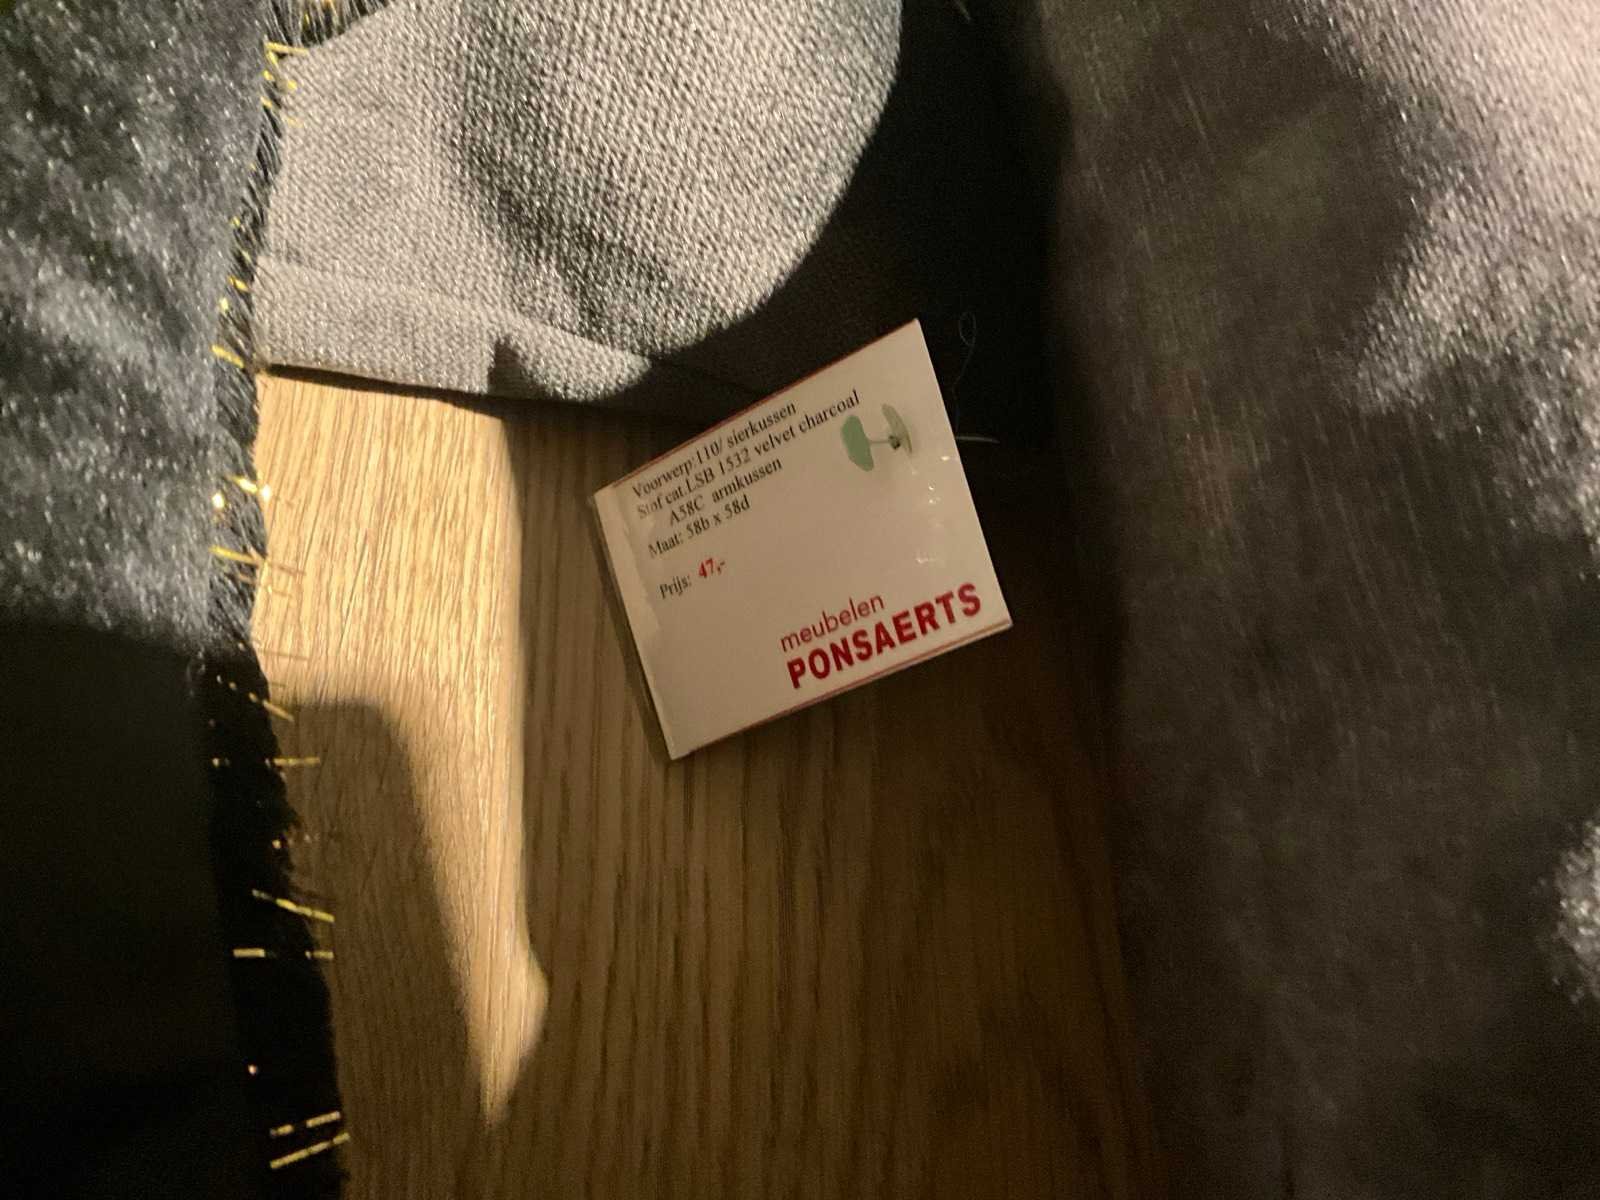 Voorwerp:110/ sierkussen
Stof cat.LSB 1532 velvet charcoal
A58C armkussen
Maat: 58b x 58d
Prijs: 47,-
meubelen
PONSAERTS